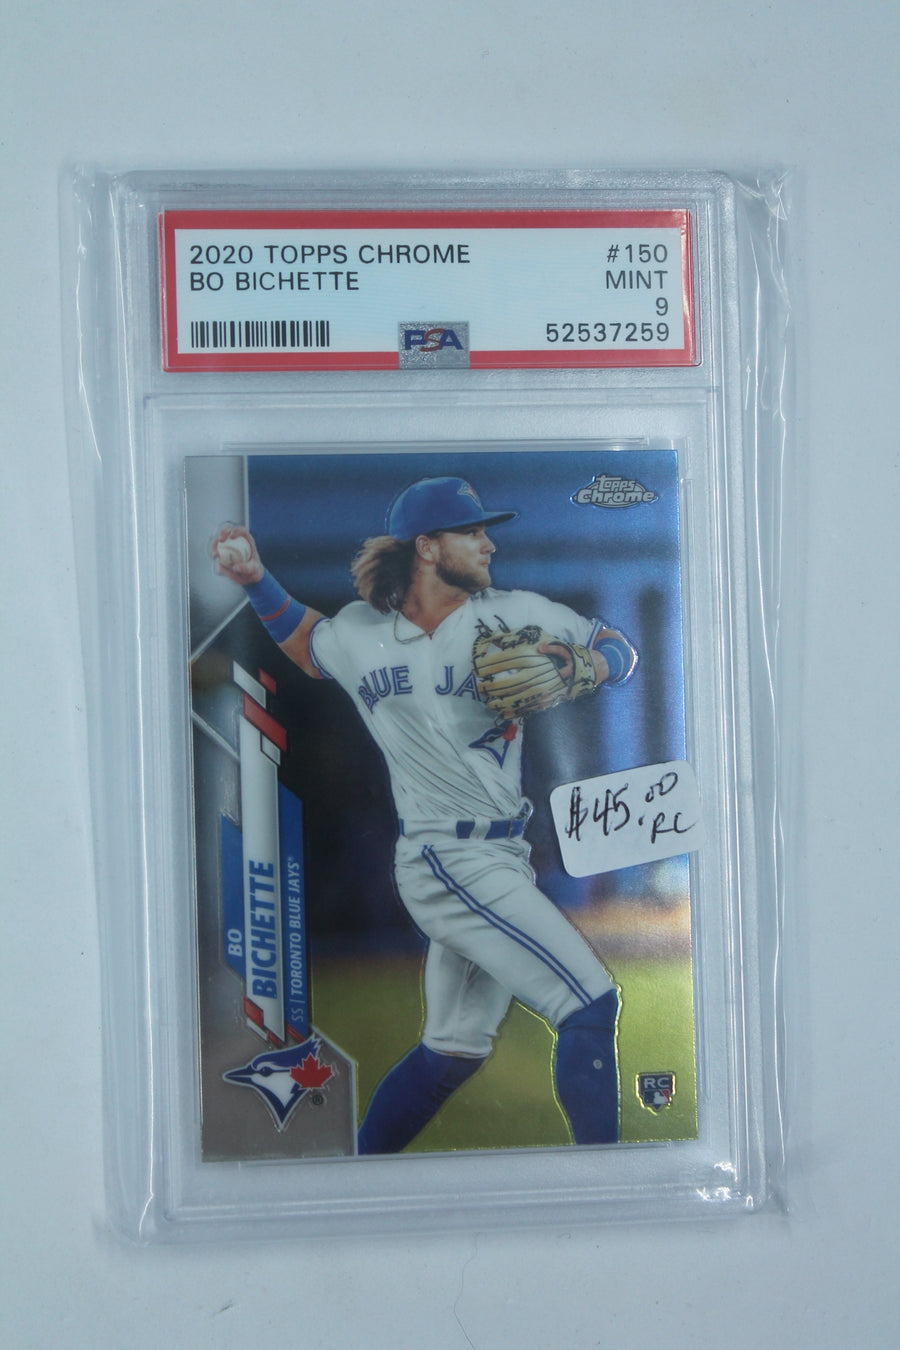 2020 TOPPS CHROME #150
BO BICHETTE MINT
9
52537259
PSA
topps
Chrome
BLUE JA
$45.00
RC
BO
BICHETTE
SS | TORONTO BLUE JAYS®
®
RC